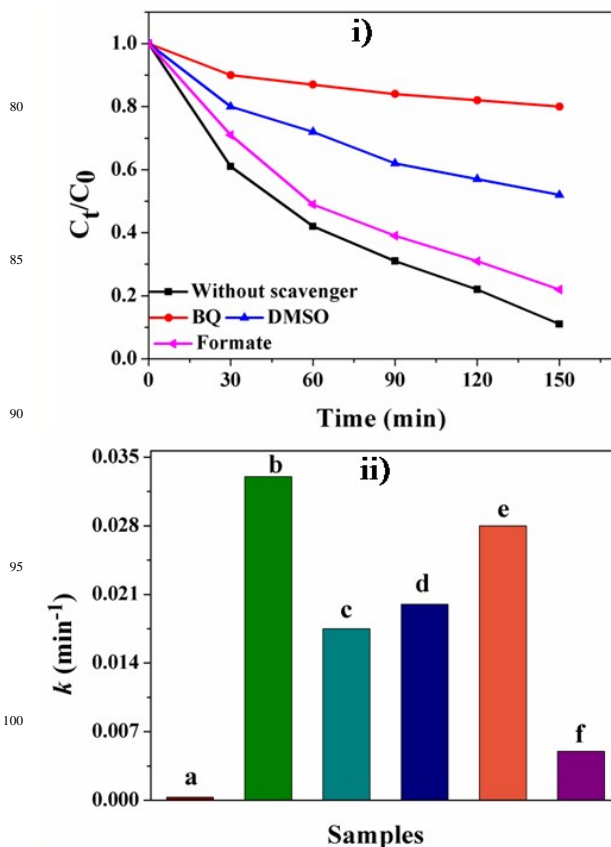 i)
80
85
90
95
100
1.0
0.8
0.6
0.4
0.2
0.0
C_t/C_0
Without scavenger
BQ DMSO
Formate
0 30 60 90 120 150
Time (min)
ii)
0.035
0.028
0.021
0.014
0.007
0.000
k (min⁻¹)
a
b
c
d
e
f
Samples